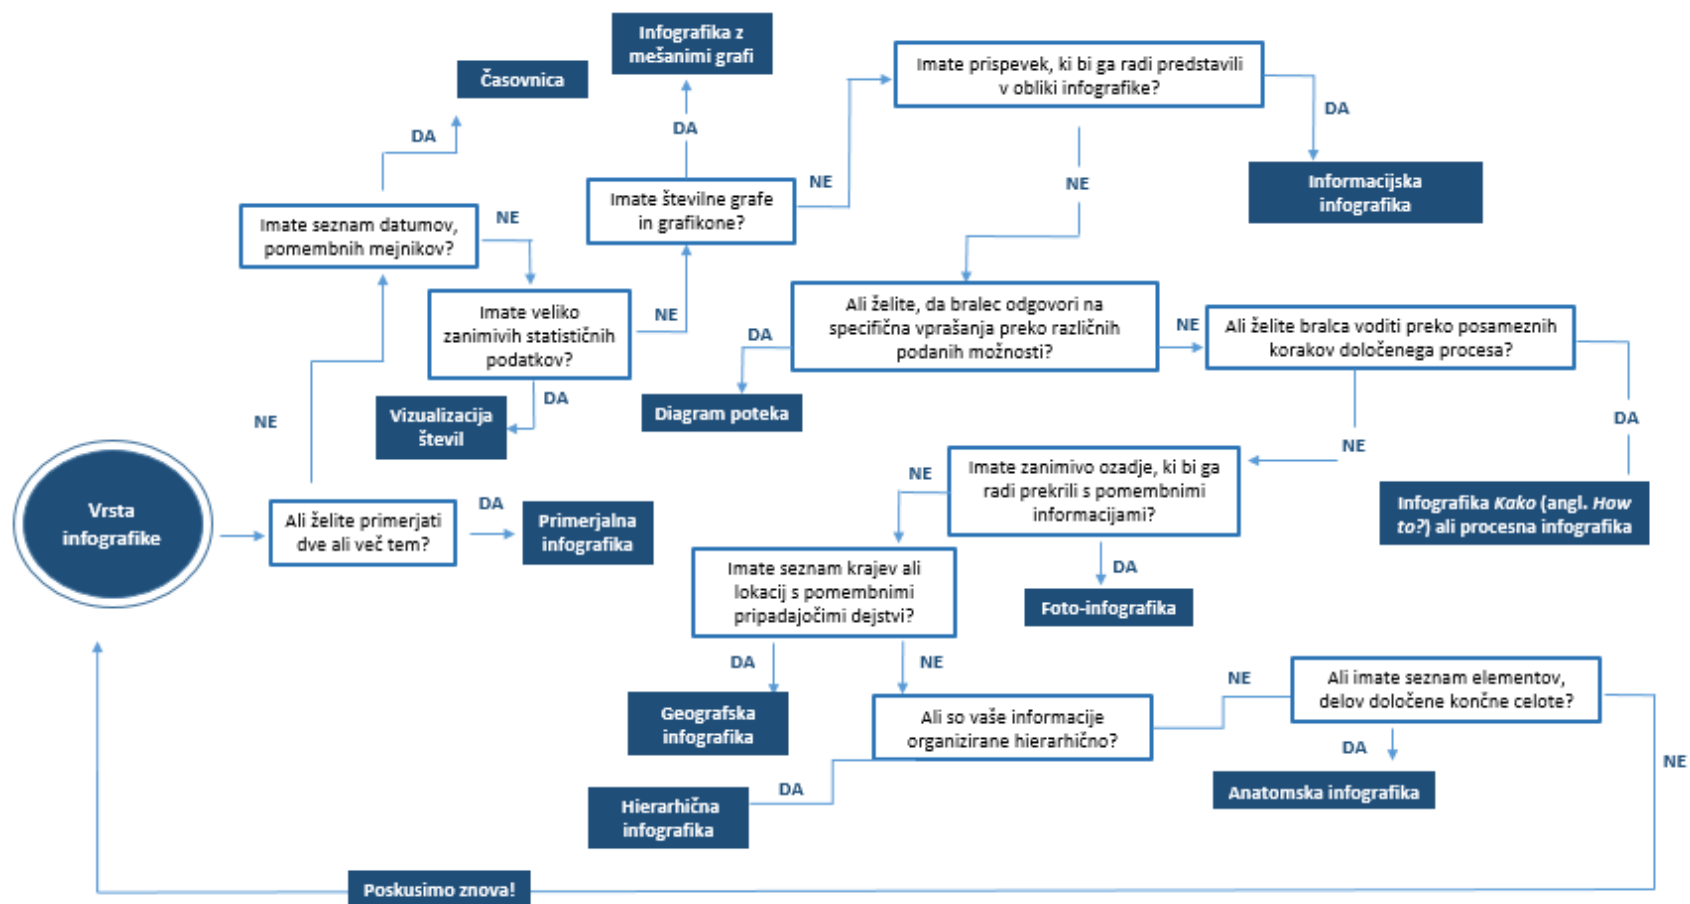 Vrsta
infografike
Ali želite primerjati
dve ali več tem?
DA
Primerjalna
infografika
NE
Imate seznam datumov,
pomembnih mejnikov?
DA
Časovnica
NE
Imate veliko
zanimivih statističnih
podatkov?
DA
Vizualizacija
števil
NE
Imate številne grafe
in grafikone?
DA
Infografika z
mešanimi grafi
NE
Imate prispevek, ki bi ga radi predstavili
v obliki infografike?
DA
Informacijska
infografika
NE
Ali želite, da bralec odgovori na
specifična vprašanja preko različnih
podanih možnosti?
DA
Diagram poteka
NE
Ali želite bralca voditi preko posameznih
korakov določenega procesa?
DA
Infografika Kako (angl. How
to?) ali procesna infografika
NE
Imate zanimivo ozadje, ki bi ga
radi prekrili s pomembnimi
informacijami?
DA
Foto-infografika
NE
Imate seznam krajev ali
lokacij s pomembnimi
pripadajočimi dejstvi?
DA
Geografska
infografika
NE
Ali so vaše informacije
organizirane hierarhično?
DA
Hierarhična
infografika
NE
Ali imate seznam elementov,
delov določene končne celote?
DA
Anatomska infografika
NE
Poskusimo znova!